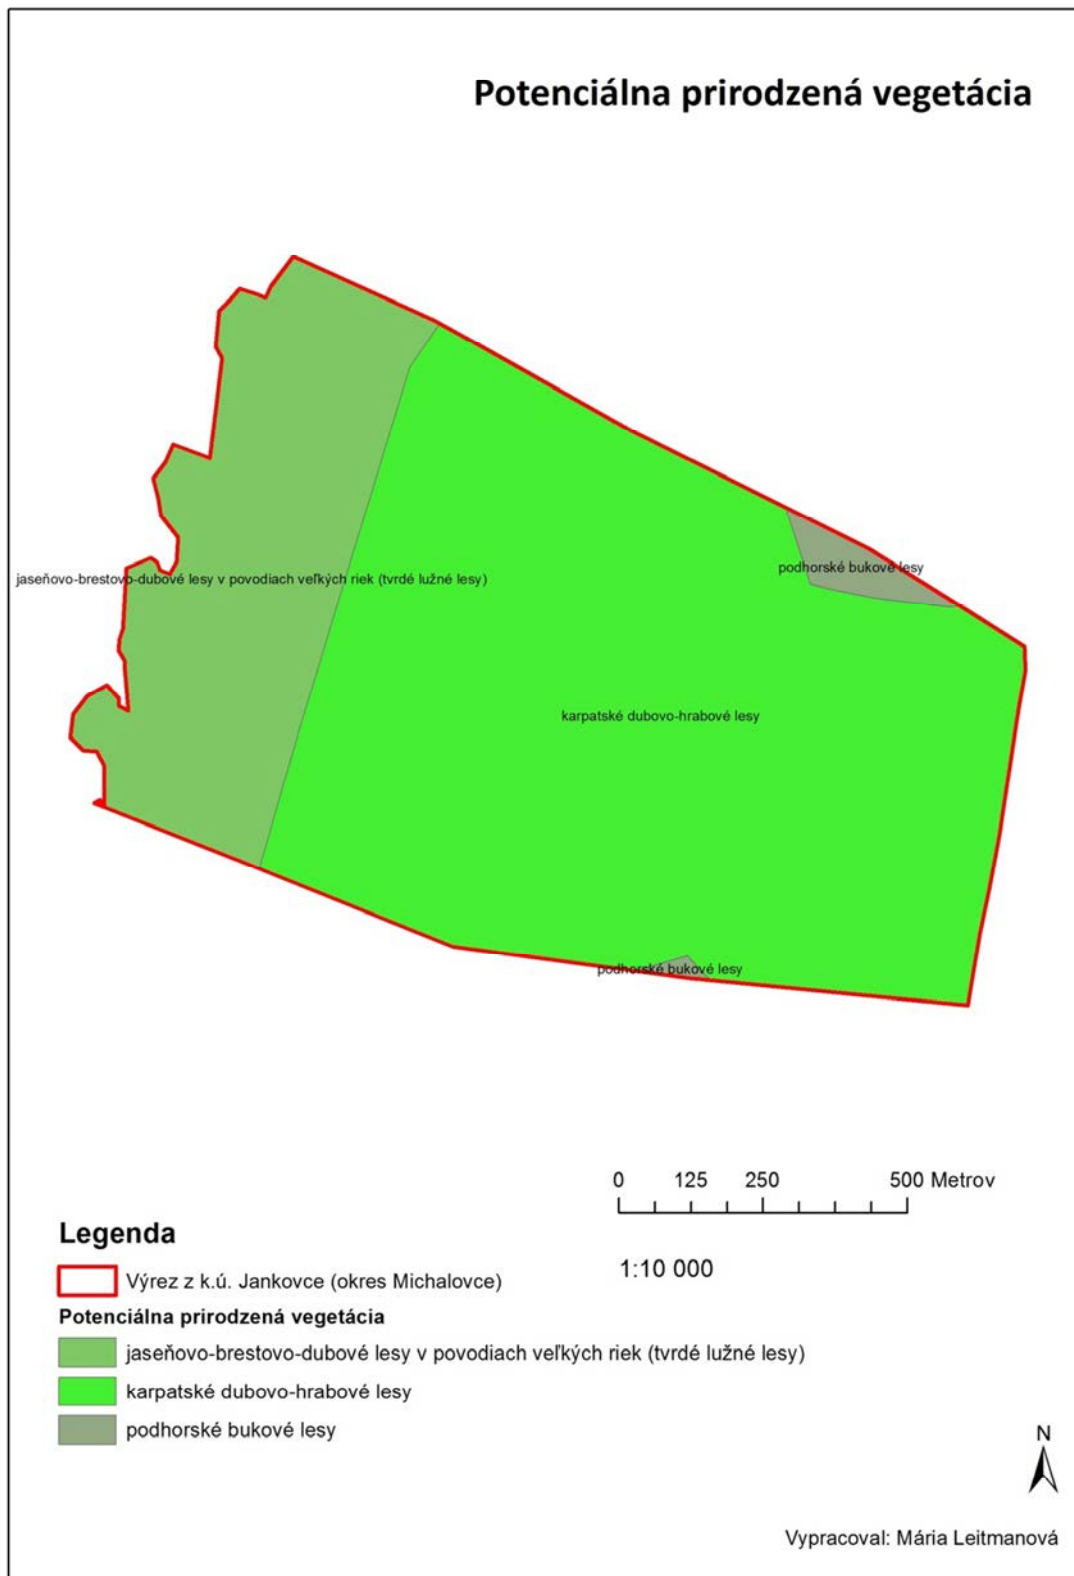 Potenciálna prirodzená vegetácia
podhorské bukové lesy
jaseňovo-brestovo-dubové lesy v povodiach veľkých riek (tvrdé lužné lesy)
karpatské dubovo-hrabové lesy
podhorské bukové lesy
0 125 250 500 Metrov
1:10 000
Legenda
Výrez z k.ú. Jankovce (okres Michalovce)
Potenciálna prirodzená vegetácia
jaseňovo-brestovo-dubové lesy v povodiach veľkých riek (tvrdé lužné lesy)
karpatské dubovo-hrabové lesy
podhorské bukové lesy
N
Vypracoval: Mária Leitmanová